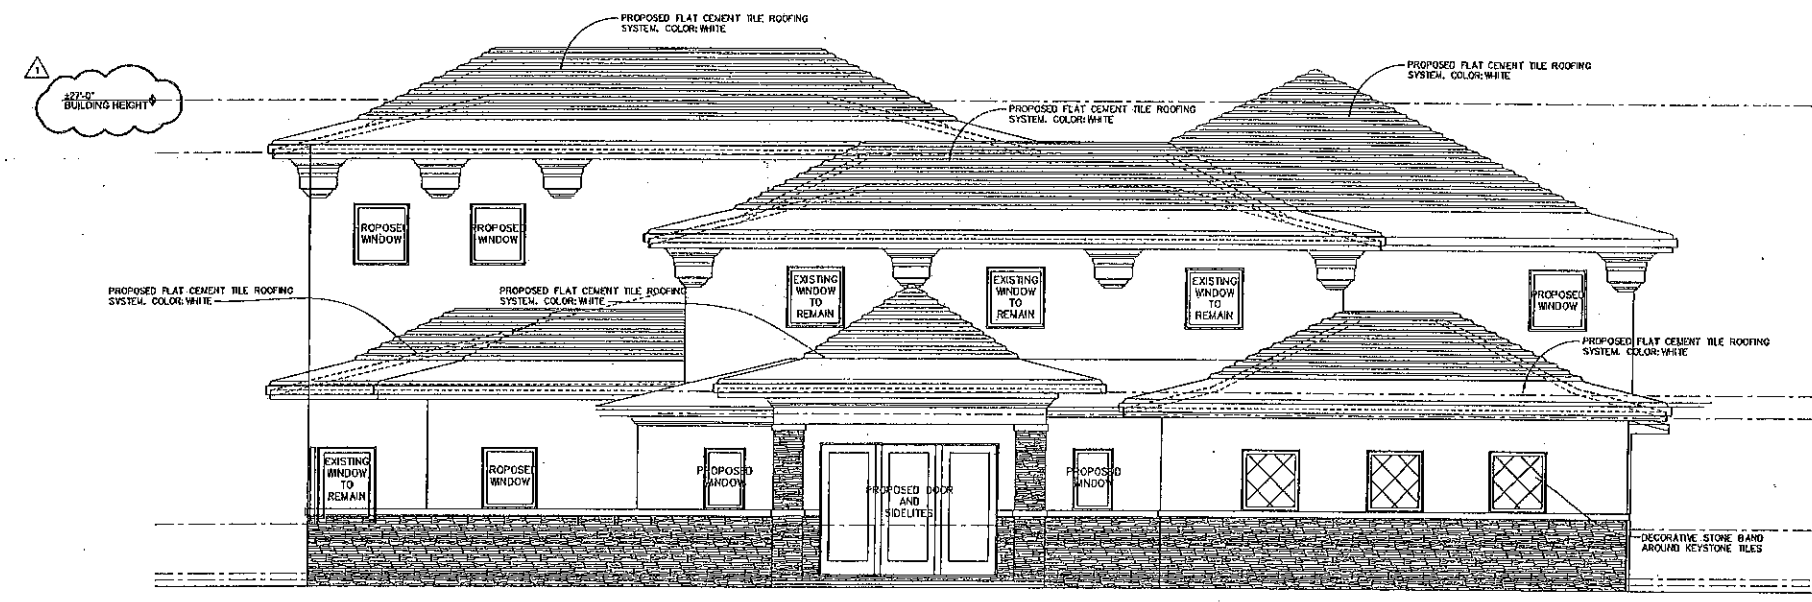 PROPOSED FLAT CEMENT TILE ROOFING
SYSTEM. COLOR: WHITE
1
±27'-0"
BUILDING HEIGHT
PROPOSED FLAT CEMENT TILE ROOFING
SYSTEM. COLOR: WHITE
PROPOSED FLAT CEMENT TILE ROOFING
SYSTEM. COLOR: WHITE
PROPOSED
WINDOW
PROPOSED
WINDOW
EXISTING
WINDOW
TO
REMAIN
EXISTING
WINDOW
TO
REMAIN
EXISTING
WINDOW
TO
REMAIN
PROPOSED
WINDOW
PROPOSED FLAT CEMENT TILE ROOFING
SYSTEM. COLOR: WHITE
PROPOSED FLAT CEMENT TILE ROOFING
SYSTEM. COLOR: WHITE
PROPOSED FLAT CEMENT TILE ROOFING
SYSTEM. COLOR: WHITE
EXISTING
WINDOW
TO
REMAIN
PROPOSED
WINDOW
PROPOSED
WINDOW
PROPOSED DOOR
AND
SIDELITES
PROPOSED
WINDOW
DECORATIVE STONE BAND
AROUND KEYSTONE TILES